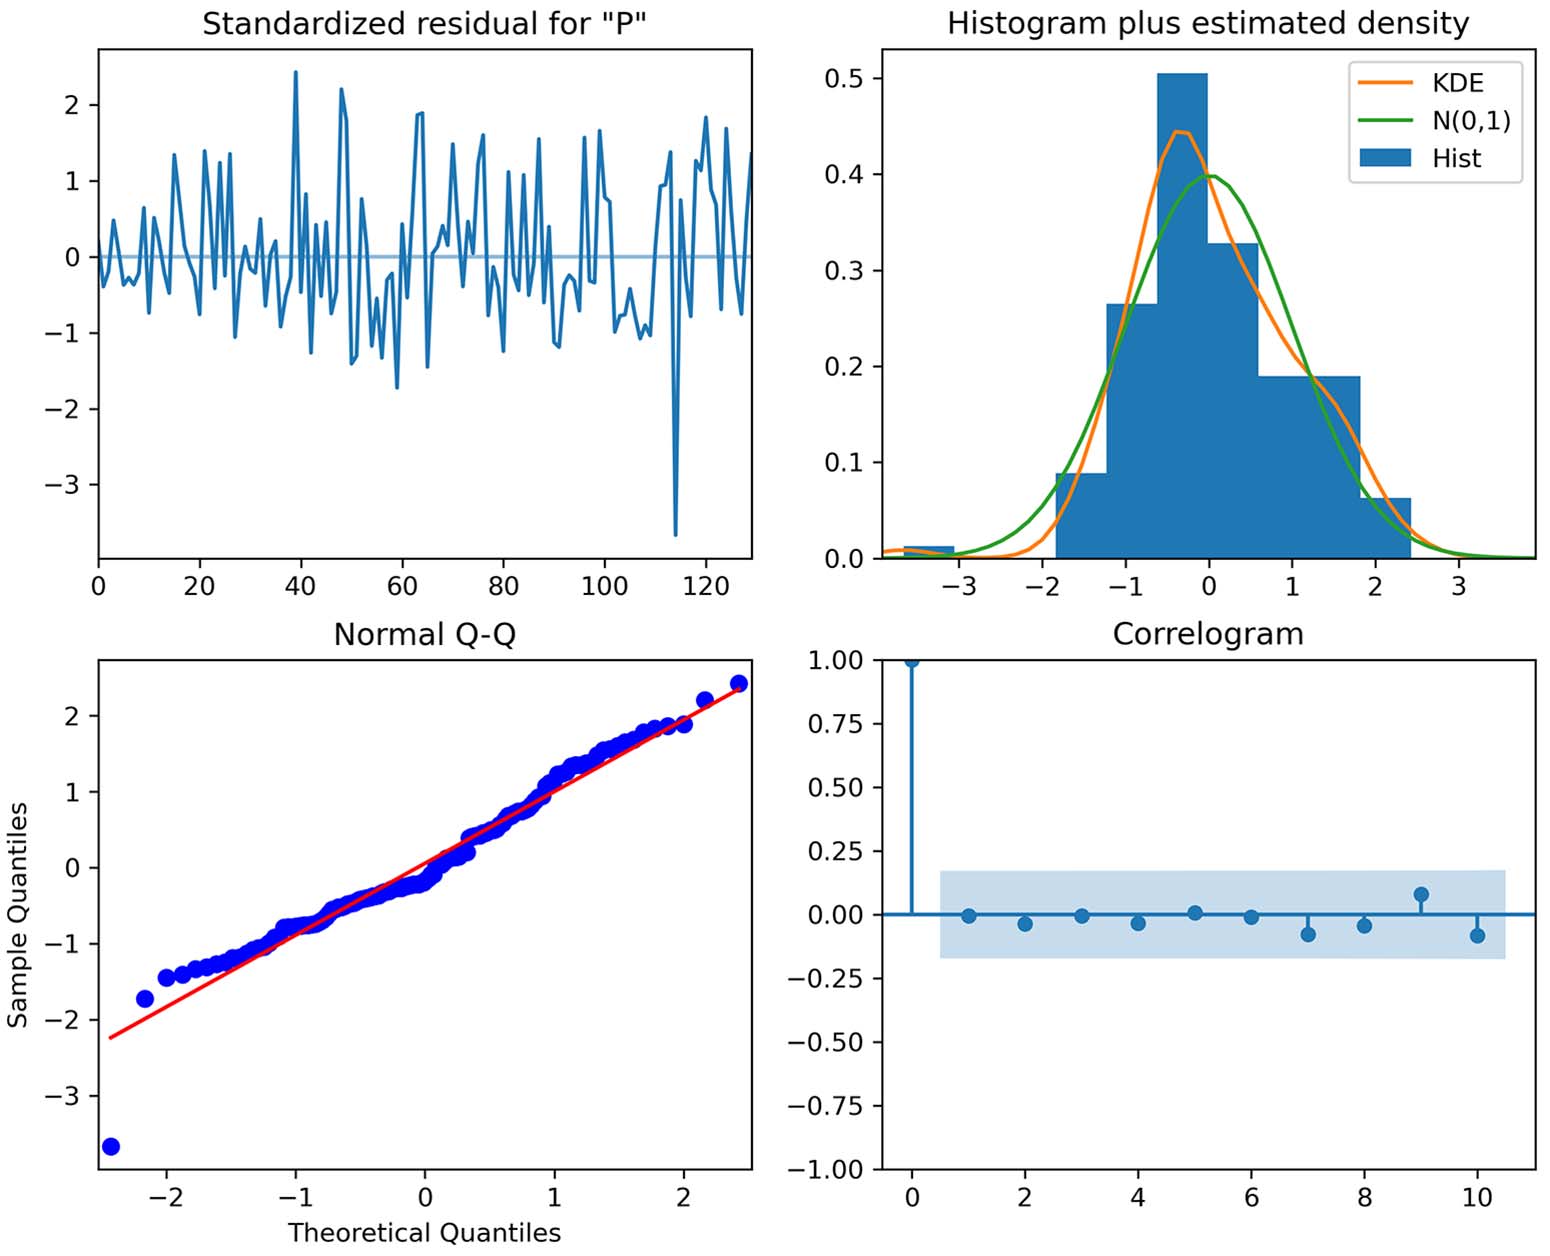 Standardized residual for "P"
2
1
0
−1
−2
−3
0 20 40 60 80 100 120
Histogram plus estimated density
0.5
0.4
0.3
0.2
0.1
0.0
KDE
N(0,1)
Hist
−3 −2 −1 0 1 2 3
Normal Q-Q
Sample Quantiles
2
1
0
−1
−2
−3
−2 −1 0 1 2
Theoretical Quantiles
Correlogram
1.00
0.75
0.50
0.25
0.00
−0.25
−0.50
−0.75
−1.00
0 2 4 6 8 10